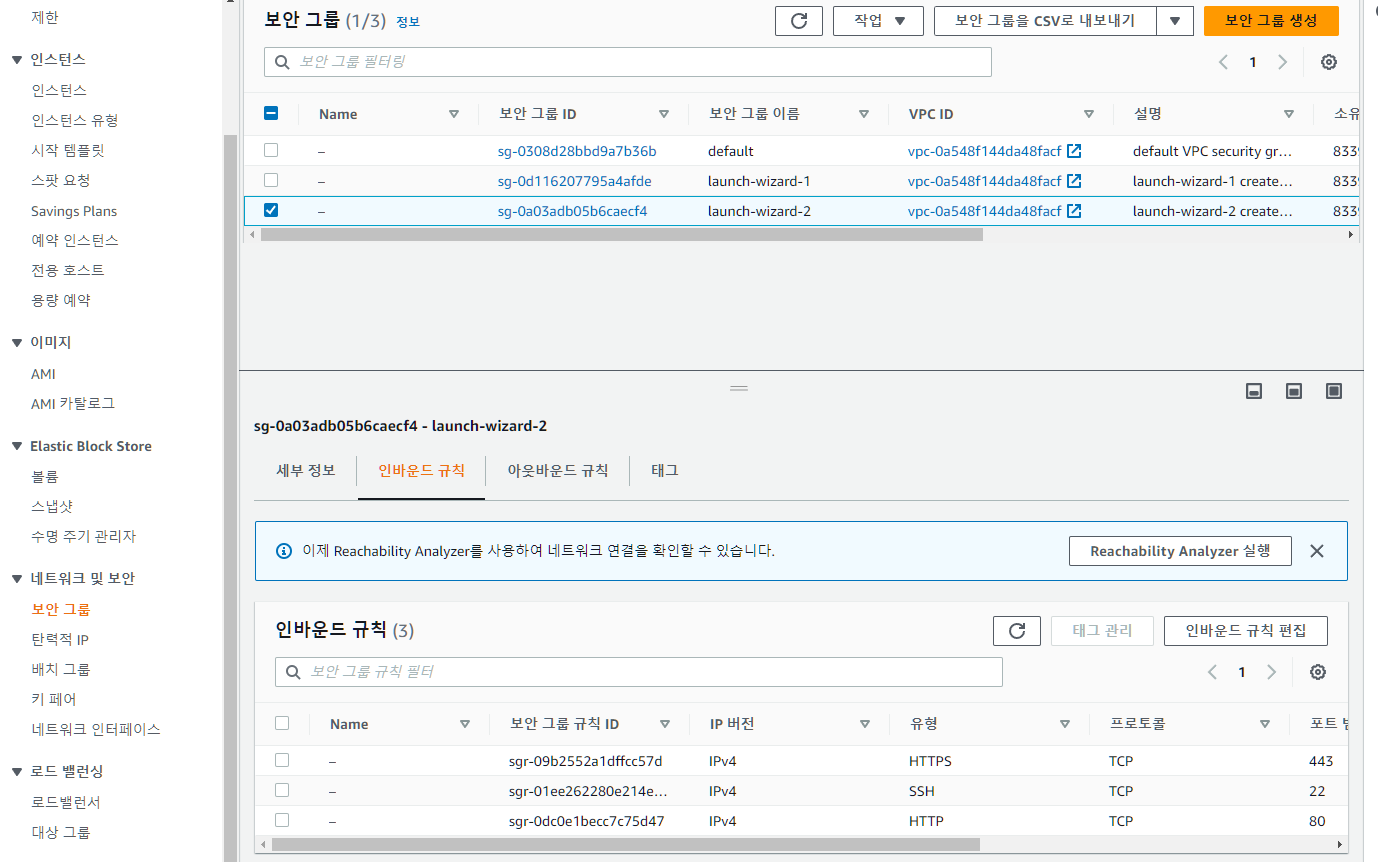 제한
인스턴스
인스턴스
인스턴스 유형
시작 템플릿
스팟 요청
Savings Plans
예약 인스턴스
전용 호스트
용량 예약
이미지
AMI
AMI 카탈로그
Elastic Block Store
볼륨
스냅샷
수명 주기 관리자
네트워크 및 보안
보안 그룹
탄력적 IP
배치 그룹
키 페어
네트워크 인터페이스
로드 밸런싱
로드밸런서
대상 그룹
보안 그룹 (1/3) 정보 작업 보안 그룹을 CSV로 내보내기 보안 그룹 생성
보안 그룹 필터링 1
Name 보안 그룹 ID 보안 그룹 이름 VPC ID 설명 소유
– sg-0308d28bbd9a7b36b default vpc-0a548f144da48facf default VPC security gr... 833
– sg-0d116207795a4afde launch-wizard-1 vpc-0a548f144da48facf launch-wizard-1 create... 833
– sg-0a03adb05b6caecf4 launch-wizard-2 vpc-0a548f144da48facf launch-wizard-2 create... 833
sg-0a03adb05b6caecf4 - launch-wizard-2
세부 정보 인바운드 규칙 아웃바운드 규칙 태그
이제 Reachability Analyzer를 사용하여 네트워크 연결을 확인할 수 있습니다. Reachability Analyzer 실행
인바운드 규칙 (3) 태그 관리 인바운드 규칙 편집
보안 그룹 규칙 필터 1
Name 보안 그룹 규칙 ID IP 버전 유형 프로토콜 포트
– sgr-09b2552a1dffcc57d IPv4 HTTPS TCP 443
– sgr-01ee262280e214e... IPv4 SSH TCP 22
– sgr-0dc0e1becc7c75d47 IPv4 HTTP TCP 80